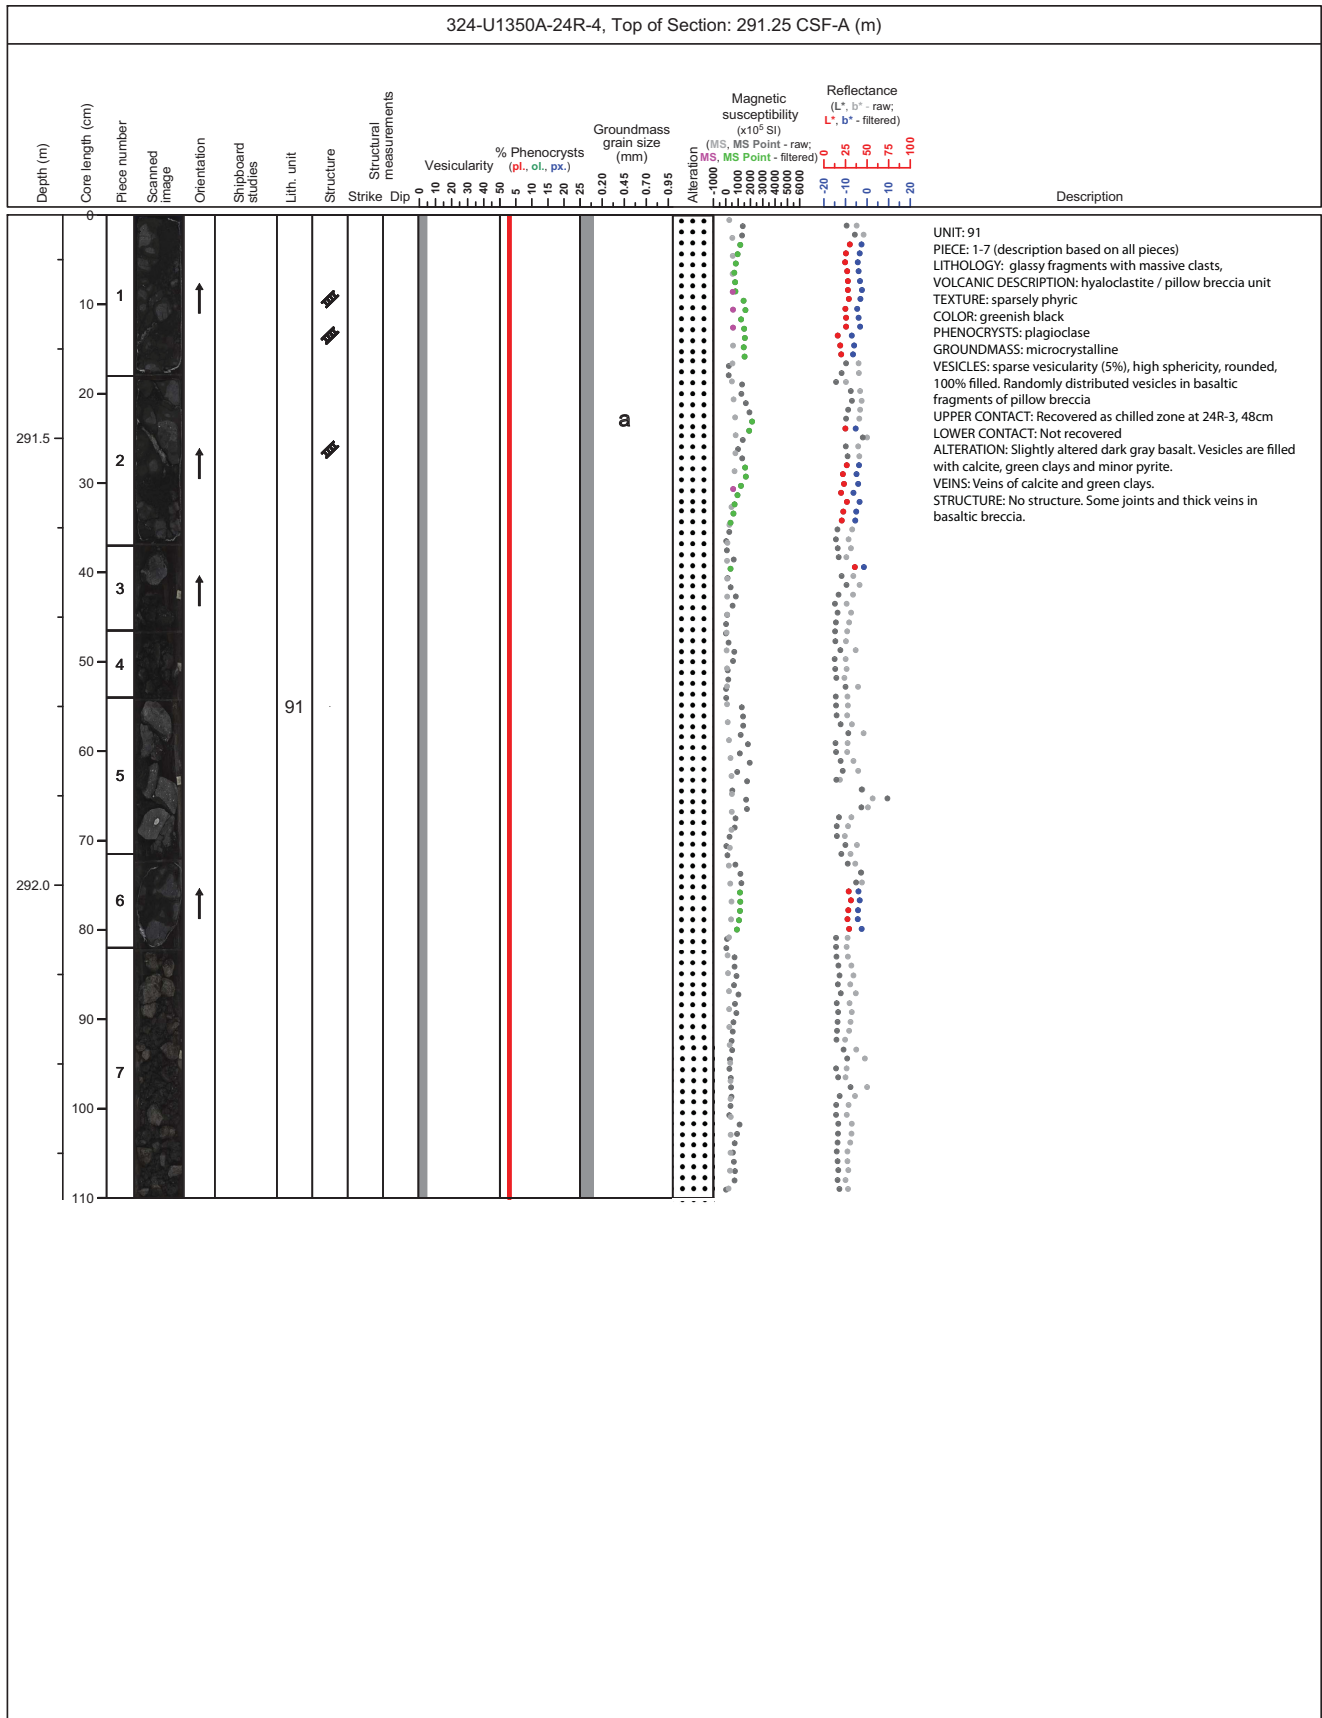 324-U1350A-24R-4, Top of Section: 291.25 CSF-A (m)
Depth (m)
Core length (cm)
Piece number
Scanned image
Orientation
Shipboard studies
Lith. unit
Structure
Structural measurements
Strike Dip
Vesicularity
0 10 20 30 40 50
% Phenocrysts
(pl., ol., px.)
5 10 15 20 25
Groundmass
grain size
(mm)
0.20 0.45 0.70 0.95
Alteration
Magnetic
susceptibility
(x10⁵ SI)
(MS, MS Point - raw;
MS, MS Point - filtered)
-1000 0 1000 2000 3000 4000 5000 6000
Reflectance
(L*, b* - raw;
L*, b* - filtered)
0 25 50 75 100
-20 -10 0 10 20
Description
0
10
20
30
40
50
60
70
80
90
100
110
291.5
292.0
1
2
3
4
5
6
7
91
a
UNIT: 91
PIECE: 1-7 (description based on all pieces)
LITHOLOGY: glassy fragments with massive clasts,
VOLCANIC DESCRIPTION: hyaloclastite / pillow breccia unit
TEXTURE: sparsely phyric
COLOR: greenish black
PHENOCRYSTS: plagioclase
GROUNDMASS: microcrystalline
VESICLES: sparse vesicularity (5%), high sphericity, rounded,
100% filled. Randomly distributed vesicles in basaltic
fragments of pillow breccia
UPPER CONTACT: Recovered as chilled zone at 24R-3, 48cm
LOWER CONTACT: Not recovered
ALTERATION: Slightly altered dark gray basalt. Vesicles are filled
with calcite, green clays and minor pyrite.
VEINS: Veins of calcite and green clays.
STRUCTURE: No structure. Some joints and thick veins in
basaltic breccia.